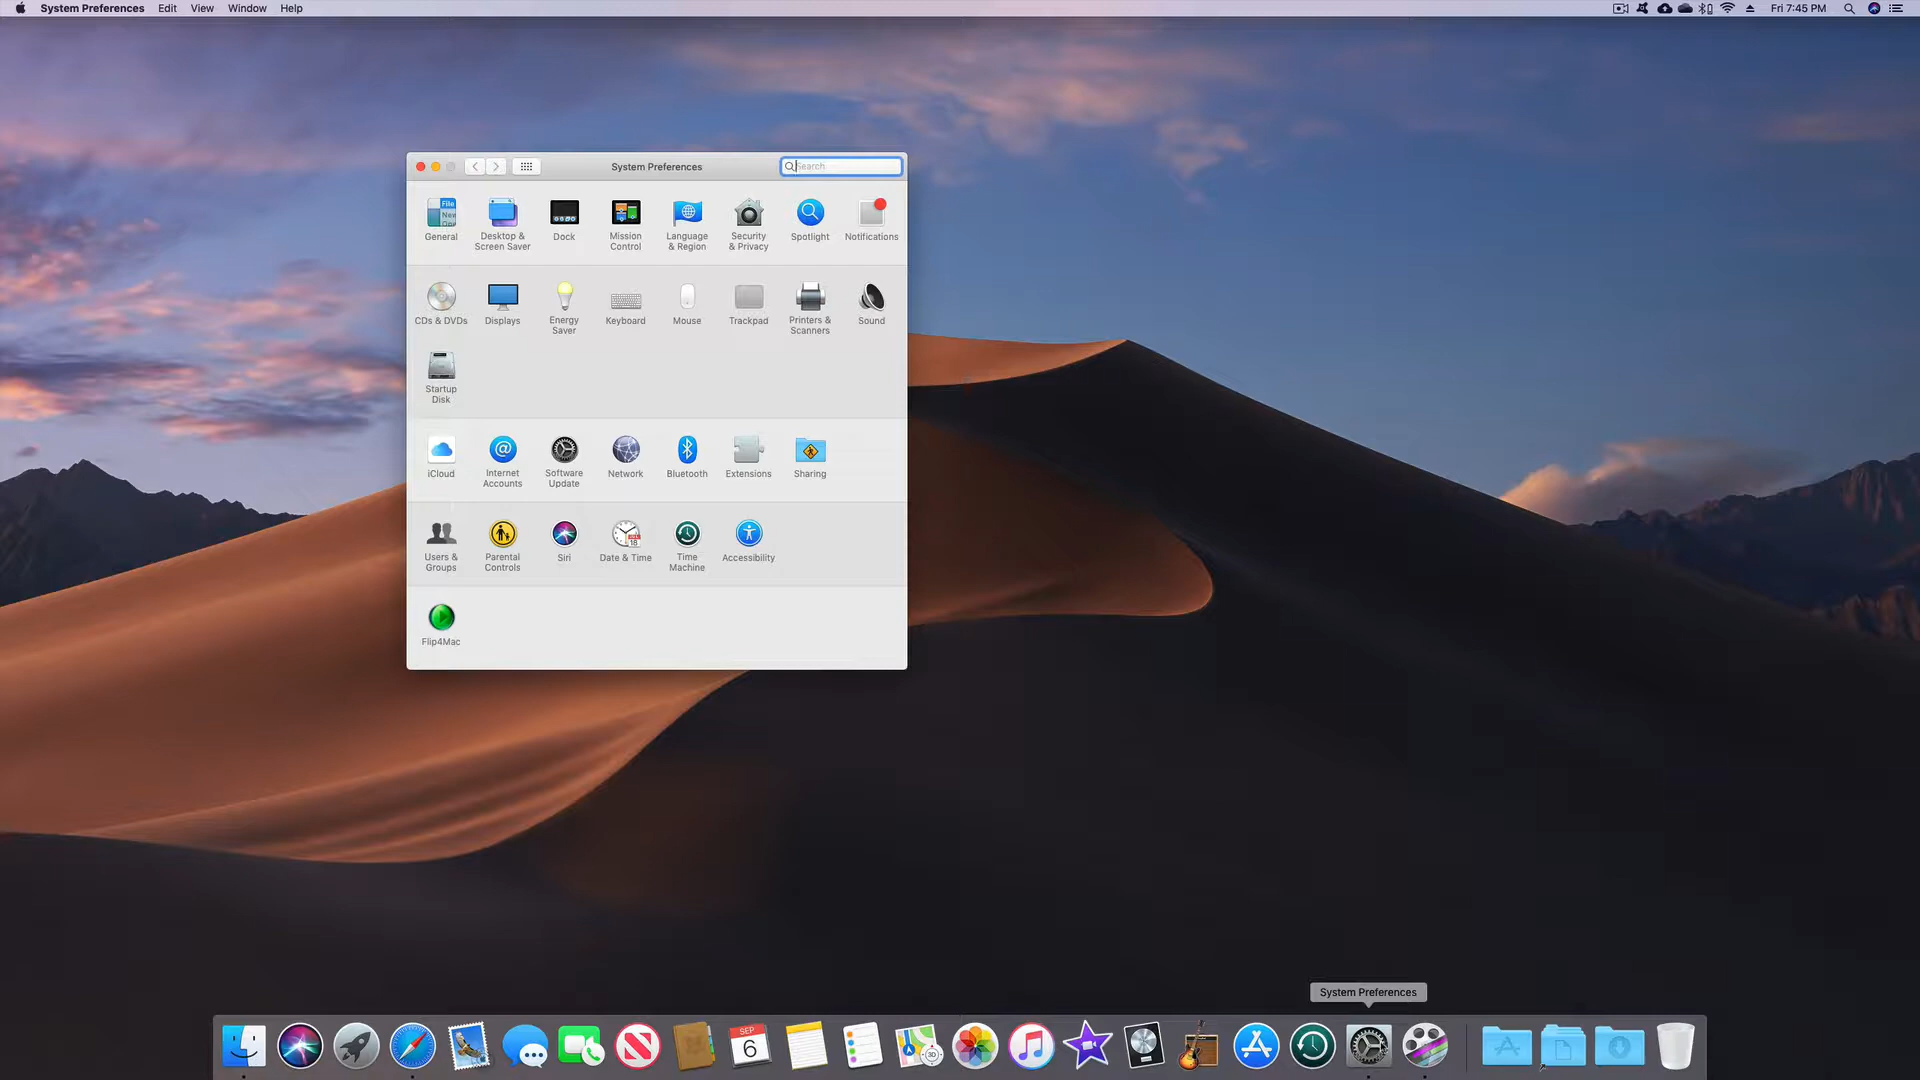 System Preferences Edit View Window Help
Fri 7:45 PM
System Preferences
Search
General
Desktop &
Screen Saver
Dock
Mission
Control
Language
& Region
Security
& Privacy
Spotlight
Notifications
CDs & DVDs
Displays
Energy
Saver
Keyboard
Mouse
Trackpad
Printers &
Scanners
Sound
Startup
Disk
iCloud
Internet
Accounts
Software
Update
Network
Bluetooth
Extensions
Sharing
Users &
Groups
Parental
Controls
Siri
Date & Time
Time
Machine
Accessibility
Flip4Mac
System Preferences
SEP
6
3D